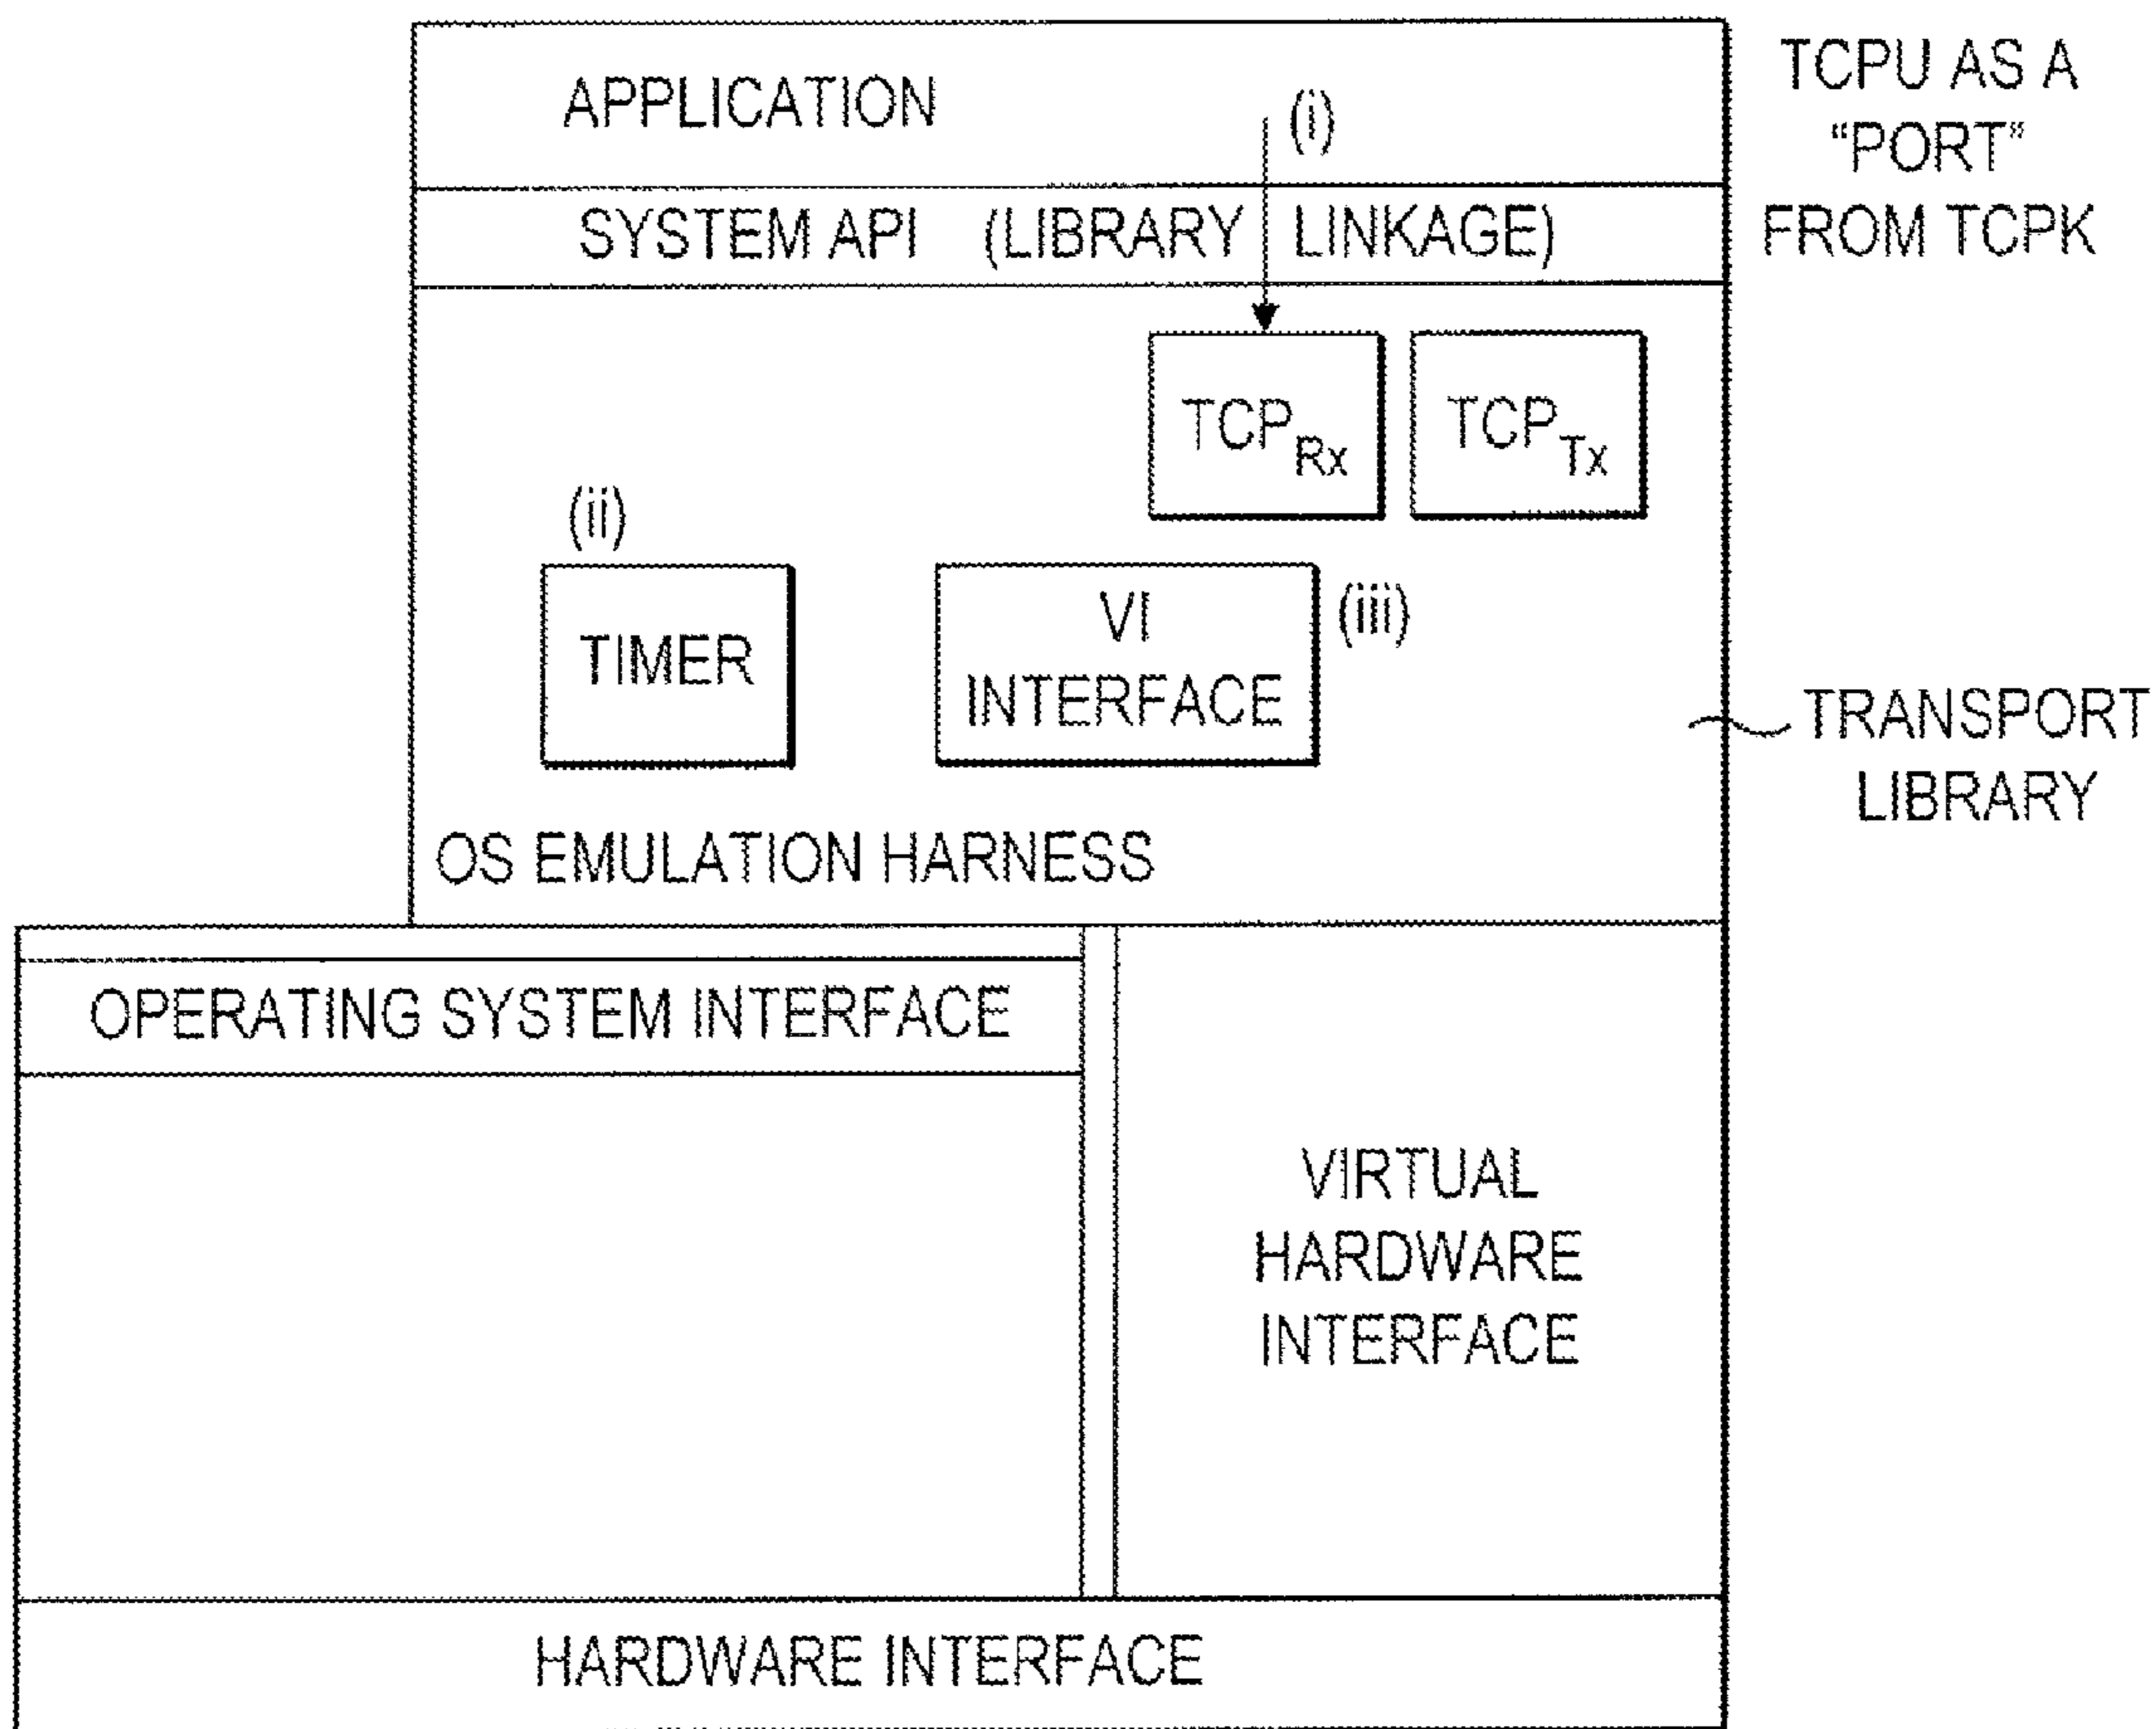 APPLICATION
(i)
TCPU AS A
“PORT”
FROM TCPK
SYSTEM API (LIBRARY LINKAGE)
TCPRx
TCPTx
(ii)
TIMER
VI
INTERFACE
(iii)
TRANSPORT
LIBRARY
OS EMULATION HARNESS
OPERATING SYSTEM INTERFACE
VIRTUAL
HARDWARE
INTERFACE
HARDWARE INTERFACE